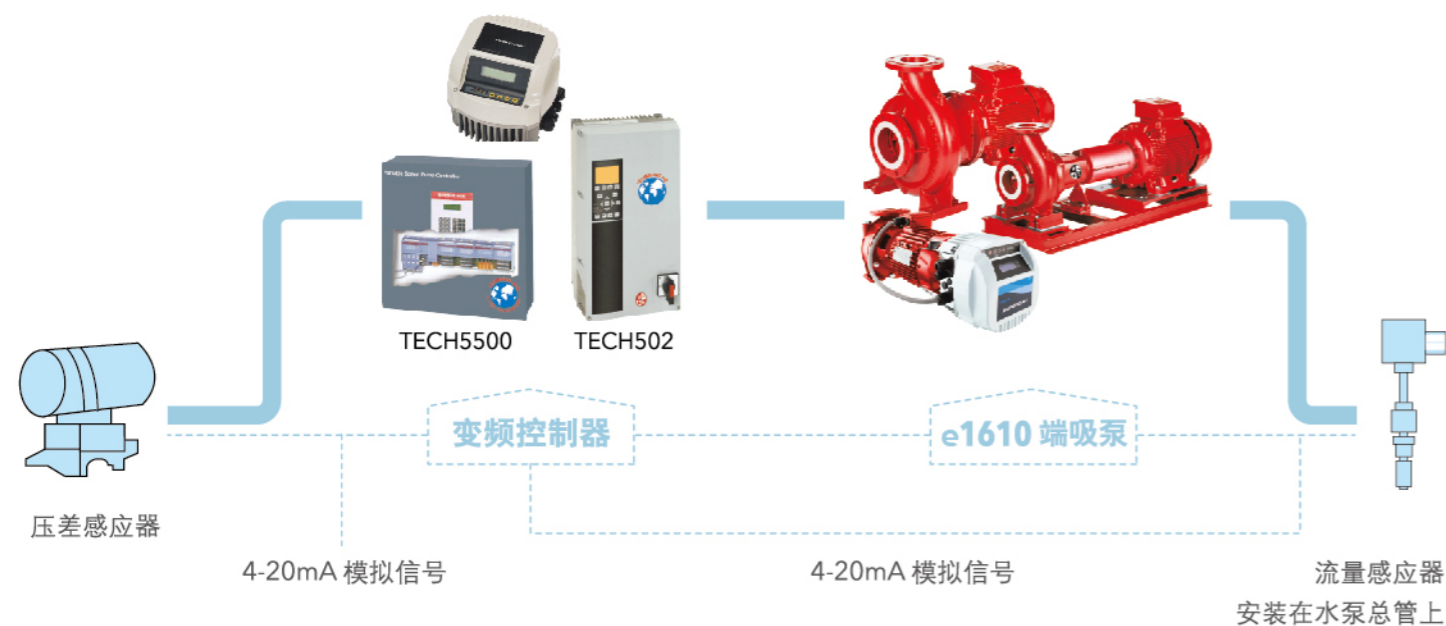 TECH5500
TECH502
变频控制器
e1610 端吸泵
压差感应器
4-20mA 模拟信号
4-20mA 模拟信号
流量感应器
安装在水泵总管上